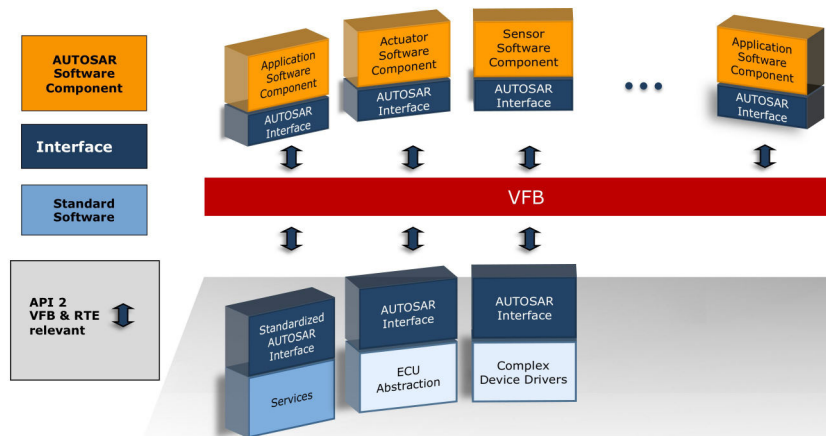 AUTOSAR
Software
Component
Interface
Standard
Software
API 2
VFB & RTE
relevant
Application
Software
Component
AUTOSAR
Interface
Actuator
Software
Component
AUTOSAR
Interface
Sensor
Software
Component
AUTOSAR
Interface
Application
Software
Component
AUTOSAR
Interface
VFB
Standardized
AUTOSAR
Interface
Services
AUTOSAR
Interface
ECU
Abstraction
AUTOSAR
Interface
Complex
Device Drivers